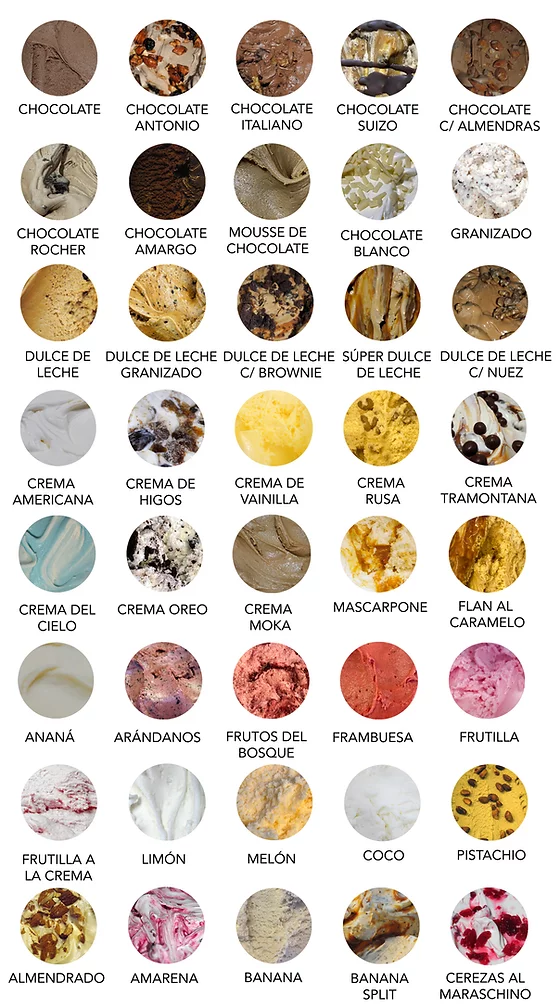 CHOCOLATE
CHOCOLATE
ANTONIO
CHOCOLATE
ITALIANO
CHOCOLATE
SUIZO
CHOCOLATE
C/ ALMENDRAS
CHOCOLATE
ROCHER
CHOCOLATE
AMARGO
MOUSSE DE
CHOCOLATE
CHOCOLATE
BLANCO
GRANIZADO
DULCE DE
LECHE
DULCE DE LECHE
GRANIZADO
DULCE DE LECHE
C/ BROWNIE
SÚPER DULCE
DE LECHE
DULCE DE LECHE
C/ NUEZ
CREMA
AMERICANA
CREMA DE
HIGOS
CREMA DE
VAINILLA
CREMA
RUSA
CREMA
TRAMONTANA
CREMA DEL
CIELO
CREMA OREO
CREMA
MOKA
MASCARPONE
FLAN AL
CARAMELO
ANANÁ
ARÁNDANOS
FRUTOS DEL
BOSQUE
FRAMBUESA
FRUTILLA
FRUTILLA A
LA CREMA
LIMÓN
MELÓN
COCO
PISTACHIO
ALMENDRADO
AMARENA
BANANA
BANANA
SPLIT
CEREZAS AL
MARASCHINO